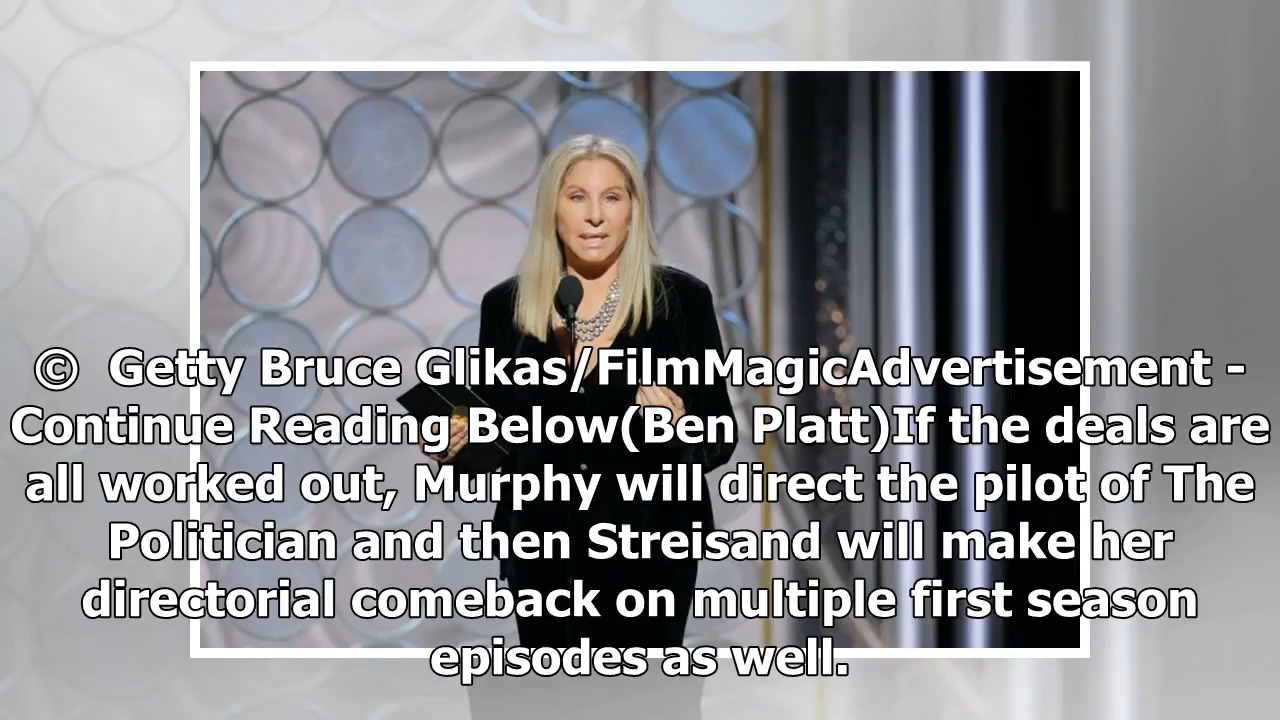 ©  Getty Bruce Glikas/FilmMagicAdvertisement -
Continue Reading Below(Ben Platt)If the deals are
all worked out, Murphy will direct the pilot of The
Politician and then Streisand will make her
directorial comeback on multiple first season
episodes as well.